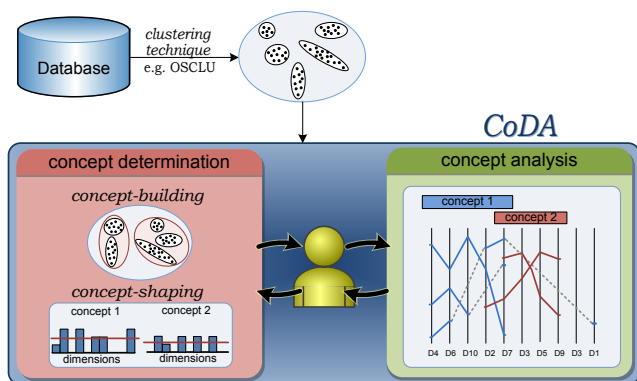 clustering
technique
e.g. OSCLU
Database
CoDA
concept determination
concept-building
concept-shaping
concept 1
concept 2
dimensions
dimensions
concept analysis
concept 1
concept 2
D4 D6 D10 D2 D7 D3 D5 D9 D3 D1